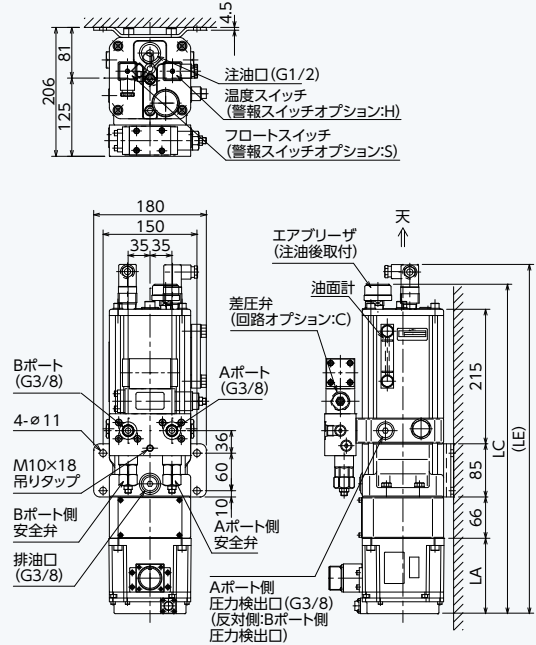 4.5
81
206
125
注油口(G1/2)
温度スイッチ
(警報スイッチオプション:H)
フロートスイッチ
(警報スイッチオプション:S)
180
150
35 35
天
エアブリーザ
(注油後取付)
油面計
差圧弁
(回路オプション:C)
Bポート
(G3/8)
Aポート
(G3/8)
4-ø11
M10×18
吊りタップ
Bポート側
安全弁
排油口
(G3/8)
36
60
10
Aポート側
安全弁
Aポート側
圧力検出口(G3/8)
(反対側:Bポート側
圧力検出口)
215
85
66
LA
LC
(LE)